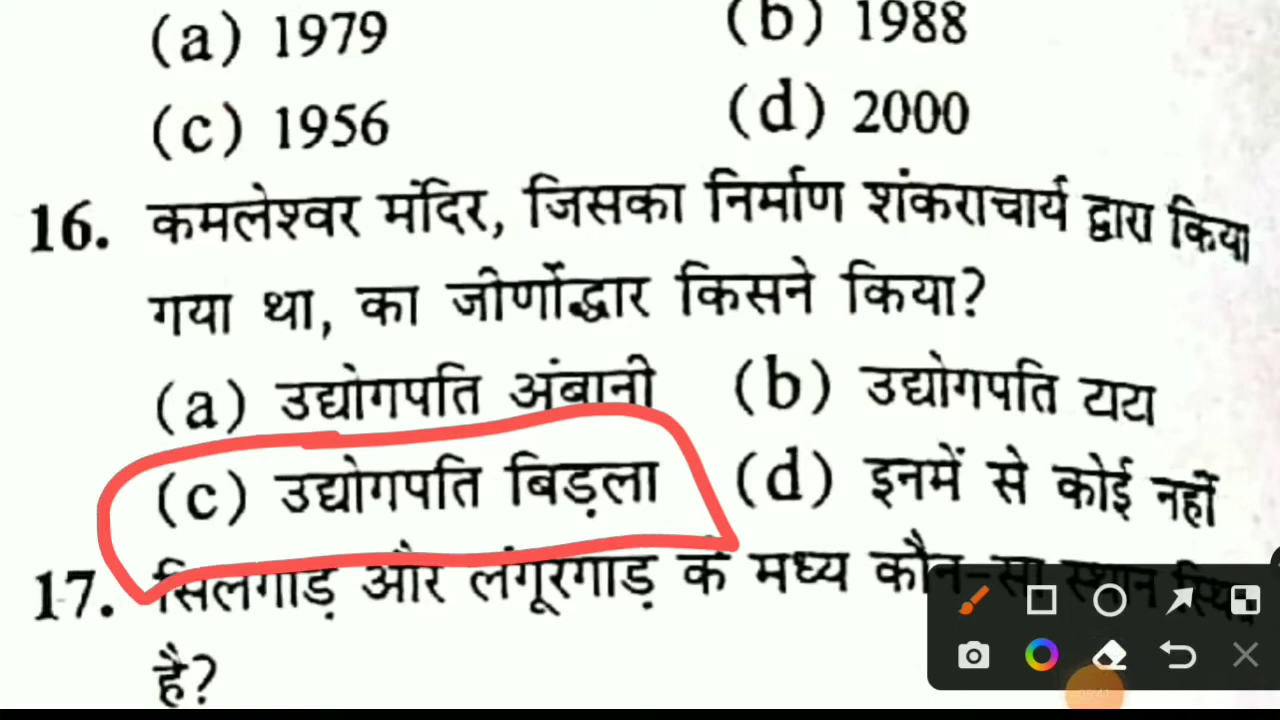 (a) 1979 (b) 1988
(c) 1956 (d) 2000
16. कमलेश्वर मंदिर, जिसका निर्माण शंकराचार्य द्वारा किया
गया था, का जीर्णोद्धार किसने किया?
(a) उद्योगपति अंबानी (b) उद्योगपति टाटा
(c) उद्योगपति बिड़ला (d) इनमें से कोई नहीं
17. सिलगाड़ और लंगूरगाड़ के मध्य कौन-सा स्थान
है?